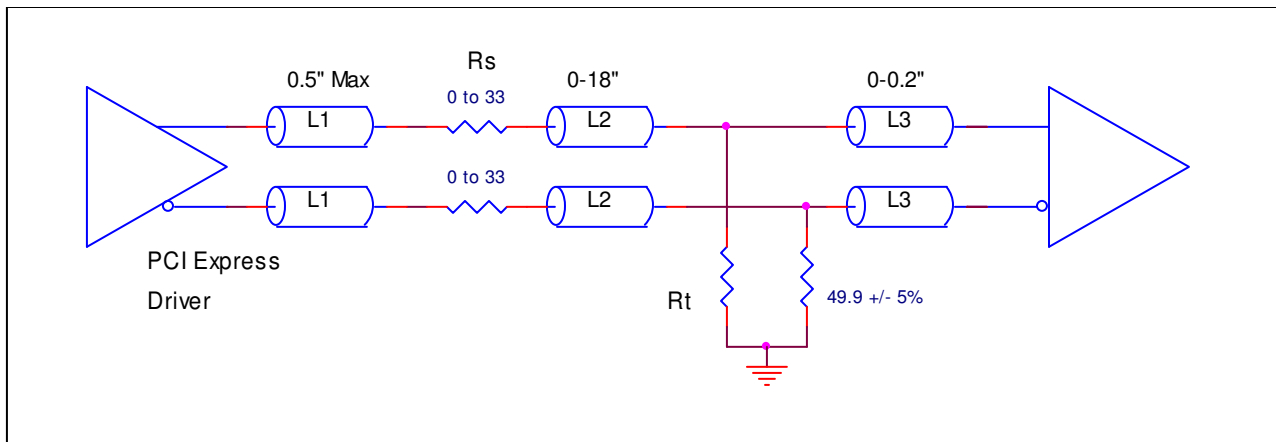 Rs
0.5" Max
0-18"
0-0.2"
0 to 33
L1
L2
L3
0 to 33
L1
L2
L3
PCI Express
Driver
Rt
49.9 +/- 5%